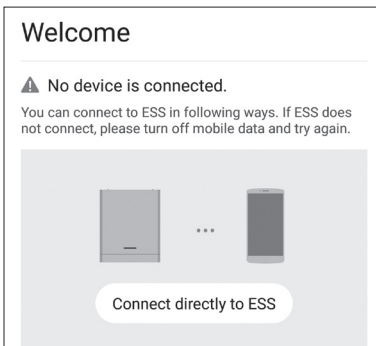 Welcome
No device is connected.
You can connect to ESS in following ways. If ESS does
not connect, please turn off mobile data and try again.
Connect directly to ESS